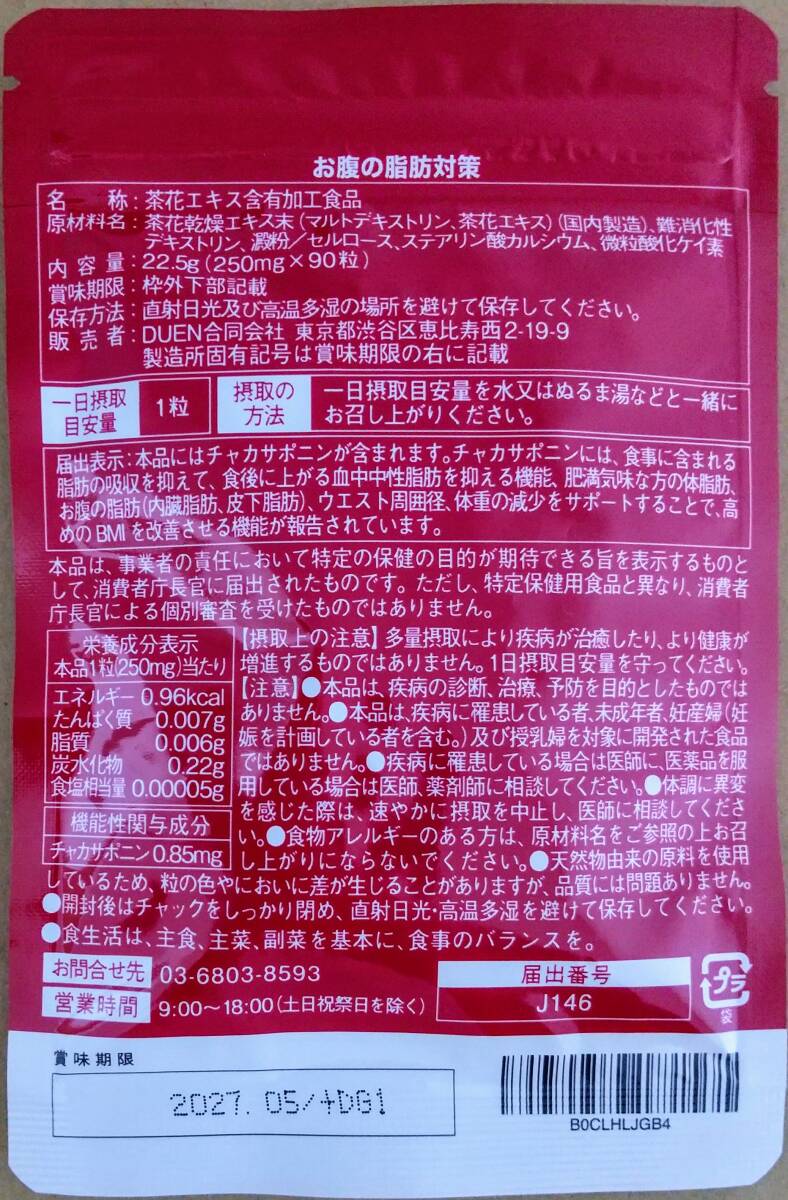 お腹の脂肪対策
名称:茶花エキス含有加工食品
原材料名:茶花乾燥エキス末(マルトデキストリン、茶花エキス)(国内製造)、難消化性
デキストリン、澱粉/セルロース、ステアリン酸カルシウム、微粒酸化ケイ素
内容量:22.5g(250mg×90粒)
賞味期限:枠外下部記載
保存方法:直射日光及び高温多湿の場所を避けて保存してください。
販売者:DUEN合同会社 東京都渋谷区恵比寿西2-19-9
製造所固有記号は賞味期限の右に記載
一日摂取
目安量
1粒
摂取の
方法
一日摂取目安量を水又はぬるま湯などと一緒に
お召し上がりください。
届出表示:本品にはチャカサポニンが含まれます。チャカサポニンには、食事に含まれる
脂肪の吸収を抑えて、食後に上がる血中中性脂肪を抑える機能、肥満気味な方の体脂肪、
お腹の脂肪(内臓脂肪、皮下脂肪)、ウエスト周囲径、体重の減少をサポートすることで、高
めのBMIを改善させる機能が報告されています。
本品は、事業者の責任において特定の保健の目的が期待できる旨を表示するものと
して、消費者庁長官に届出されたものです。ただし、特定保健用食品と異なり、消費者
庁長官による個別審査を受けたものではありません。
栄養成分表示
本品1粒(250mg)当たり
エネルギー 0.96kcal
たんぱく質 0.007g
脂質 0.006g
炭水化物 0.22g
食塩相当量 0.00005g
機能性関与成分
チャカサポニン0.85mg
【摂取上の注意】多量摂取により疾病が治癒したり、より健康が
増進するものではありません。1日摂取目安量を守ってください。
【注意】●本品は、疾病の診断、治療、予防を目的としたものでは
ありません。●本品は、疾病に罹患している者、未成年者、妊産婦(妊
娠を計画している者を含む。)及び授乳婦を対象に開発された食品
ではありません。●疾病に罹患している場合は医師に、医薬品を服
用している場合は医師、薬剤師に相談してください。●体調に異変
を感じた際は、速やかに摂取を中止し、医師に相談してくださ
い。●食物アレルギーのある方は、原材料名をご参照の上お召
し上がりにならないでください。●天然物由来の原料を使用
しているため、粒の色やにおいに差が生じることがありますが、品質には問題ありません。
●開封後はチャックをしっかり閉め、直射日光・高温多湿を避けて保存してください。
●食生活は、主食、主菜、副菜を基本に、食事のバランスを。
お問合せ先 03-6803-8593
営業時間 9:00〜18:00(土日祝祭日を除く)
届出番号
J146
プラ
袋
賞味期限
2027.05/+DG1
B0CLHLJGB4